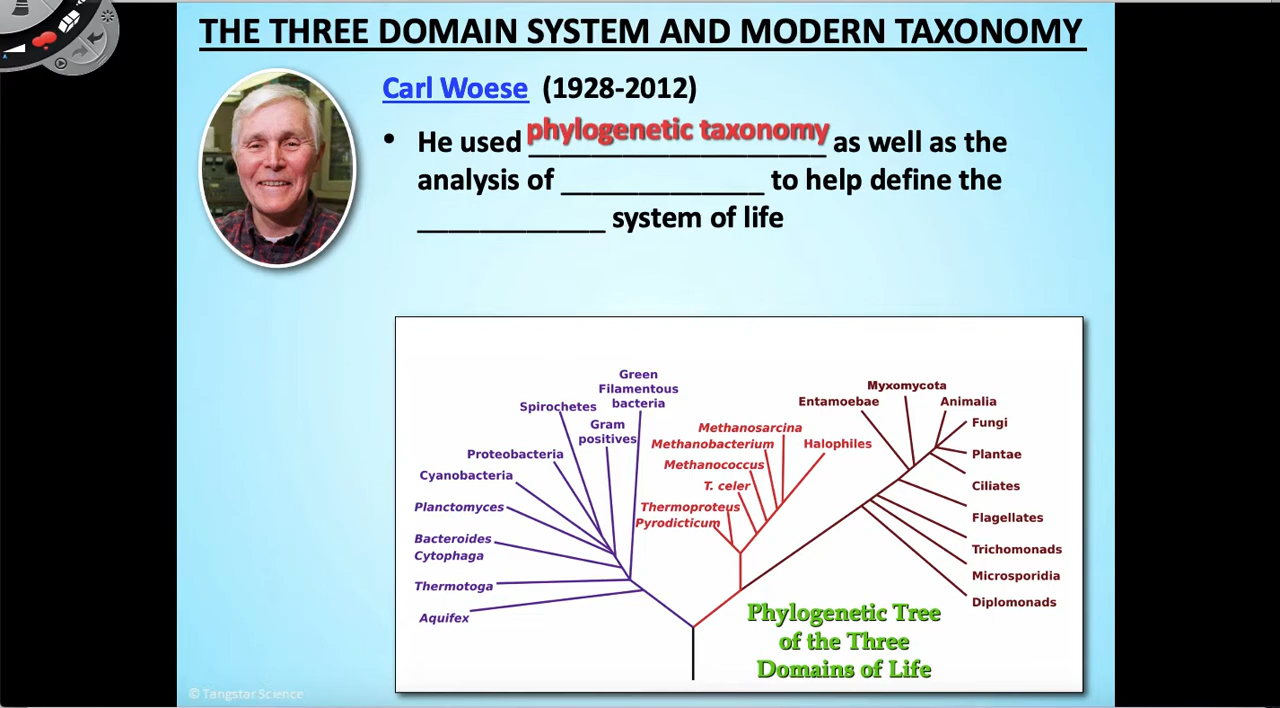 THE THREE DOMAIN SYSTEM AND MODERN TAXONOMY
Carl Woese (1928-2012)
• He used phylogenetic taxonomy as well as the
analysis of _____________ to help define the
____________ system of life
Green
Filamentous
bacteria
Spirochetes
Gram
positives
Proteobacteria
Cyanobacteria
Planctomyces
Bacteroides
Cytophaga
Thermotoga
Aquifex
Methanosarcina
Methanobacterium
Halophiles
Methanococcus
T. celer
Thermoproteus
Pyrodicticum
Entamoebae
Myxomycota
Animalia
Fungi
Plantae
Ciliates
Flagellates
Trichomonads
Microsporidia
Diplomonads
Phylogenetic Tree
of the Three
Domains of Life
© Tangstar Science